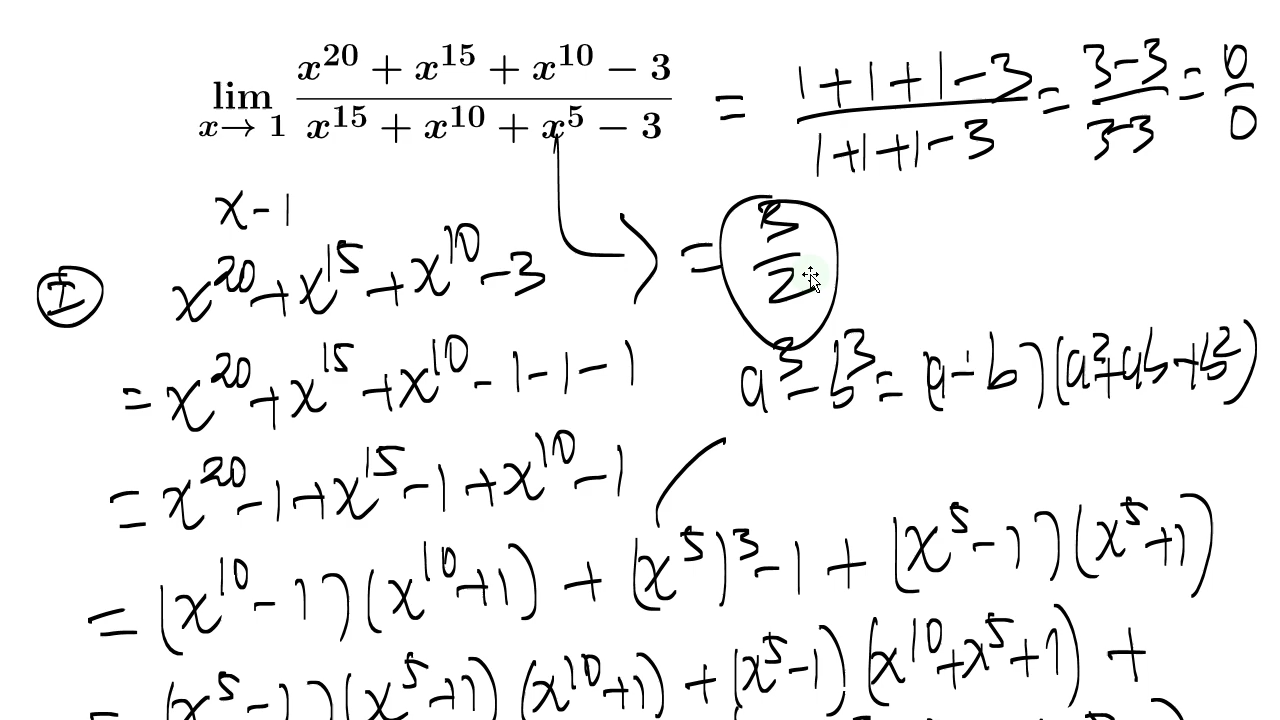 lim x→1 (x^20 + x^15 + x^10 − 3)/(x^15 + x^10 + x^5 − 3) = (1+1+1−3)/(1+1+1−3) = (3−3)/(3−3) = 0/0
x−1
= 3/2
I x^20 + x^15 + x^10 − 3
a^3 − b^3 = (a−b)(a^2+ab+b^2)
= x^20 + x^15 + x^10 − 1 − 1 − 1
= x^20 − 1 + x^15 − 1 + x^10 − 1
= (x^10 − 1)(x^10 + 1) + (x^5)^3 − 1 + (x^5 − 1)(x^5 + 1)
= (x^5 − 1)(x^5 + 1)(x^10 + 1) + (x^5 − 1)(x^10 + x^5 + 1) +